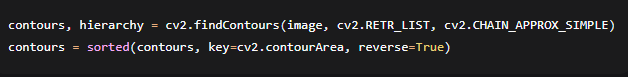 contours, hierarchy = cv2.findContours(image, cv2.RETR_LIST, cv2.CHAIN_APPROX_SIMPLE)
contours = sorted(contours, key=cv2.contourArea, reverse=True)